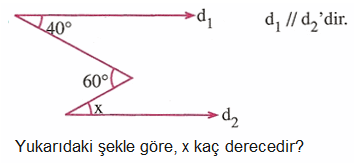 40°
d₁
d₁ // d₂'dir.
60°
x
d₂
Yukarıdaki şekle göre, x kaç derecedir?